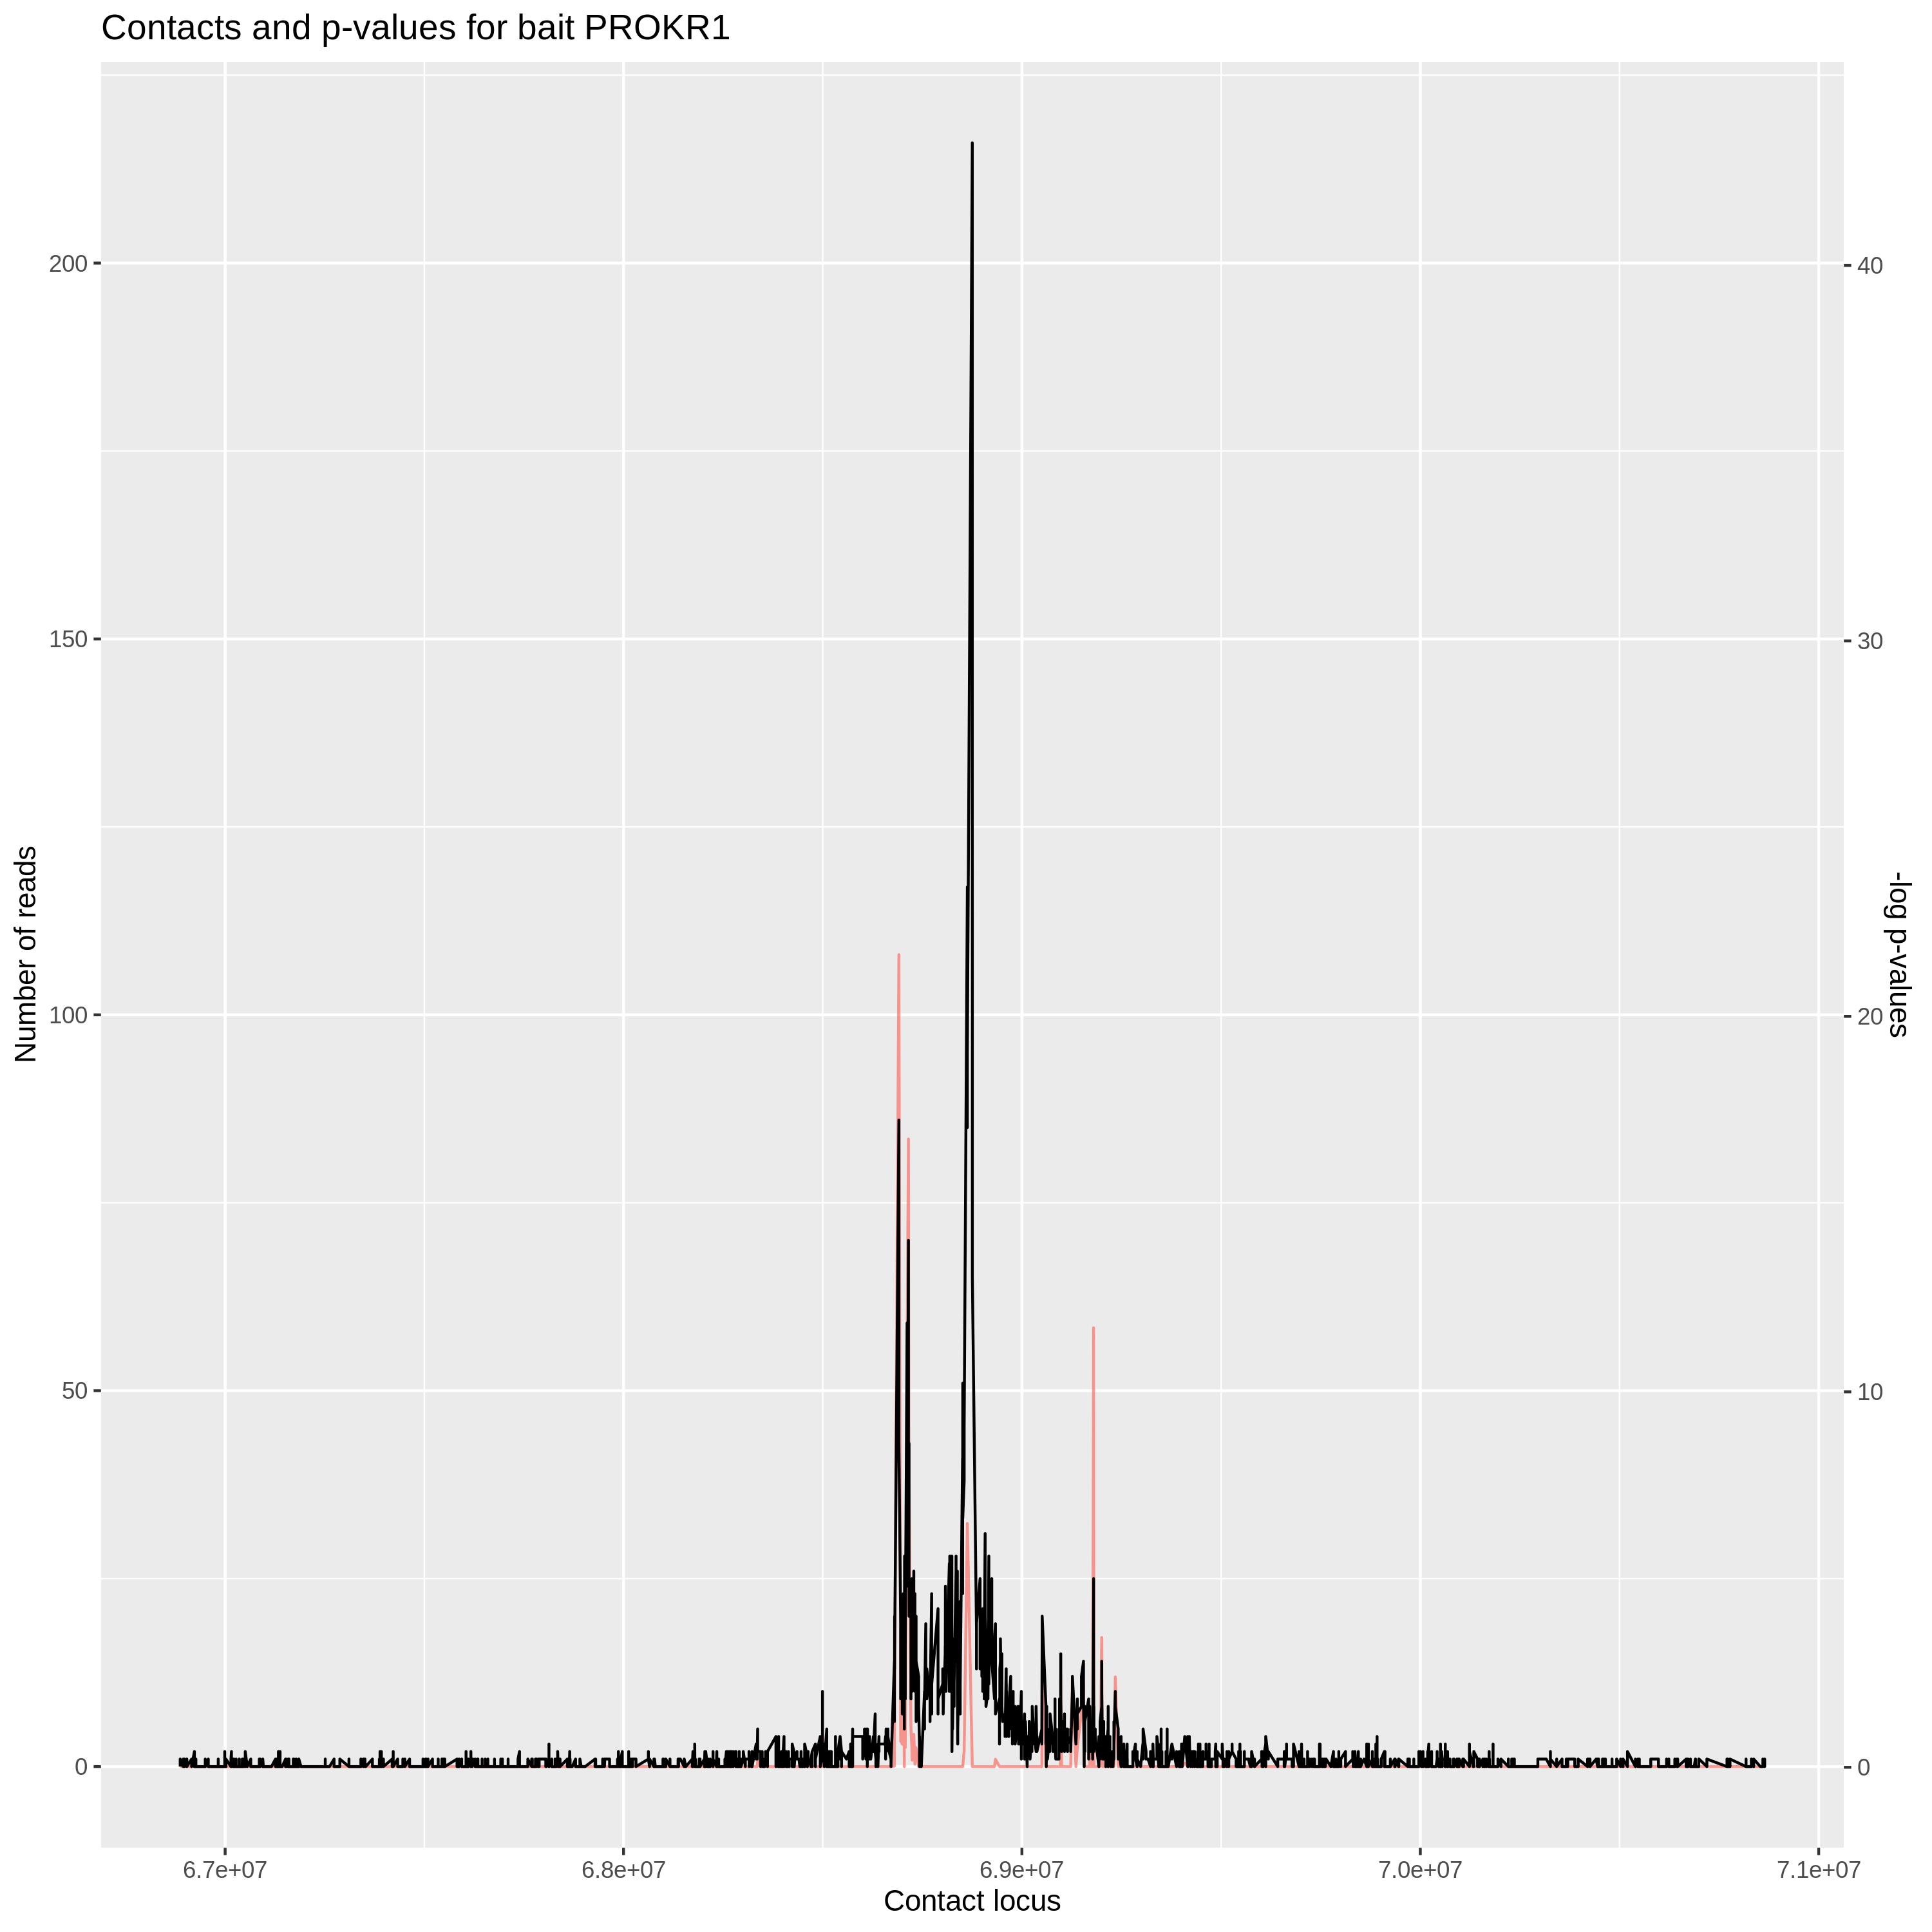 Contacts and p-values for bait PROKR1
200
150
100
50
0
Number of reads
40
30
20
10
0
-log p-values
6.7e+07 6.8e+07 6.9e+07 7.0e+07 7.1e+07
Contact locus